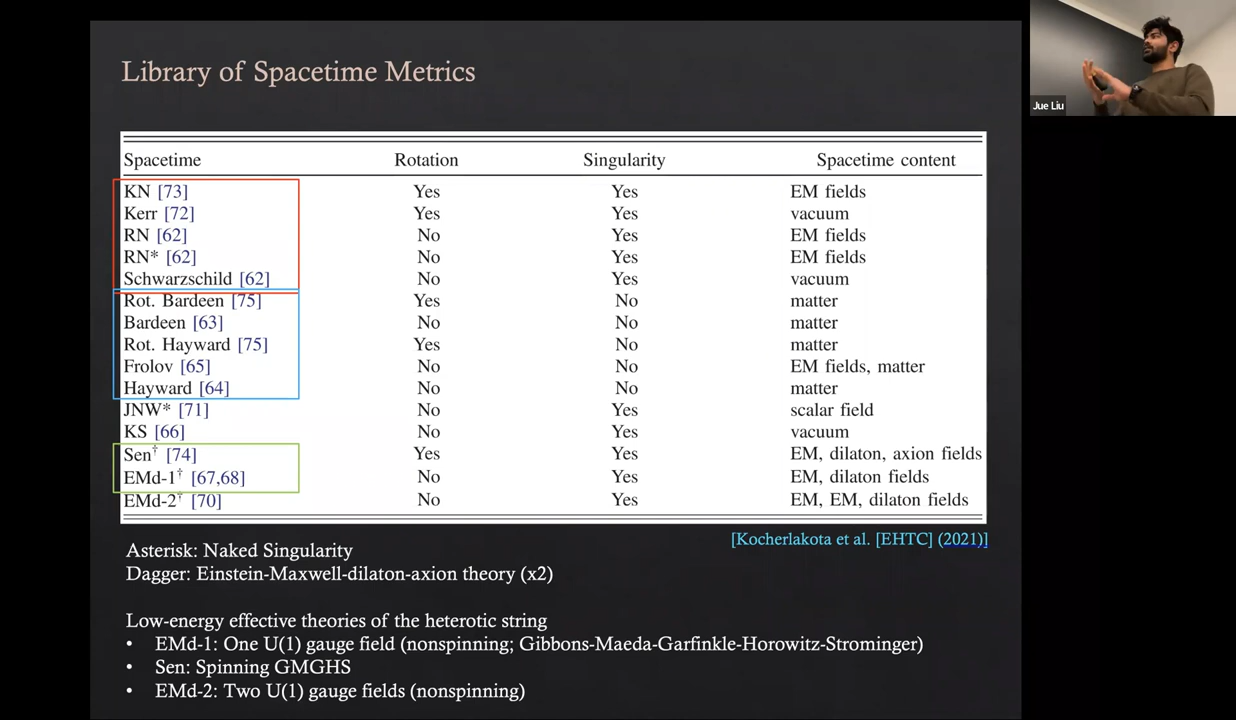 Library of Spacetime Metrics
Jue Liu
Spacetime Rotation Singularity Spacetime content
KN [73] Yes Yes EM fields
Kerr [72] Yes Yes vacuum
RN [62] No Yes EM fields
RN* [62] No Yes EM fields
Schwarzschild [62] No Yes vacuum
Rot. Bardeen [75] Yes No matter
Bardeen [63] No No matter
Rot. Hayward [75] Yes No matter
Frolov [65] No No EM fields, matter
Hayward [64] No No matter
JNW* [71] No Yes scalar field
KS [66] No Yes vacuum
Sen† [74] Yes Yes EM, dilaton, axion fields
EMd-1† [67,68] No Yes EM, dilaton fields
EMd-2† [70] No Yes EM, EM, dilaton fields
[Kocherlakota et al. [EHTC] (2021)]
Asterisk: Naked Singularity
Dagger: Einstein-Maxwell-dilaton-axion theory (x2)
Low-energy effective theories of the heterotic string
• EMd-1: One U(1) gauge field (nonspinning; Gibbons-Maeda-Garfinkle-Horowitz-Strominger)
• Sen: Spinning GMGHS
• EMd-2: Two U(1) gauge fields (nonspinning)